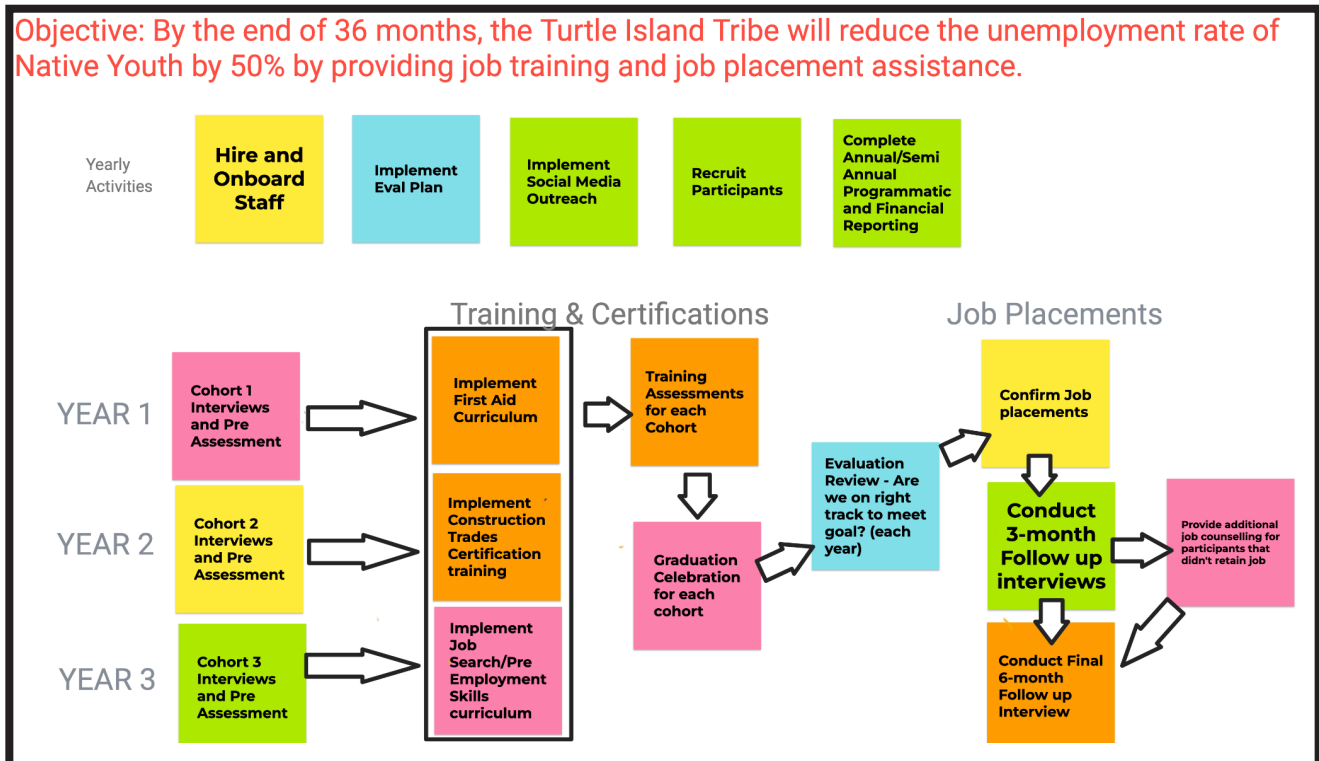 Objective: By the end of 36 months, the Turtle Island Tribe will reduce the unemployment rate of
Native Youth by 50% by providing job training and job placement assistance.
Yearly
Activities
Hire and
Onboard
Staff
Implement
Eval Plan
Implement
Social Media
Outreach
Recruit
Participants
Complete
Annual/Semi
Annual
Programmatic
and Financial
Reporting
Training & Certifications
Job Placements
YEAR 1
Cohort 1
Interviews
and Pre
Assessment
Implement
First Aid
Curriculum
Training
Assessments
for each
Cohort
Confirm Job
placements
YEAR 2
Cohort 2
Interviews
and Pre
Assessment
Implement
Construction
Trades
Certification
training
Graduation
Celebration
for each
cohort
Evaluation
Review - Are
we on right
track to meet
goal? (each
year)
Conduct
3-month
Follow up
interviews
Provide additional
job counselling for
participants that
didn't retain job
YEAR 3
Cohort 3
Interviews
and Pre
Assessment
Implement
Job
Search/Pre
Employment
Skills
curriculum
Conduct Final
6-month
Follow up
Interview